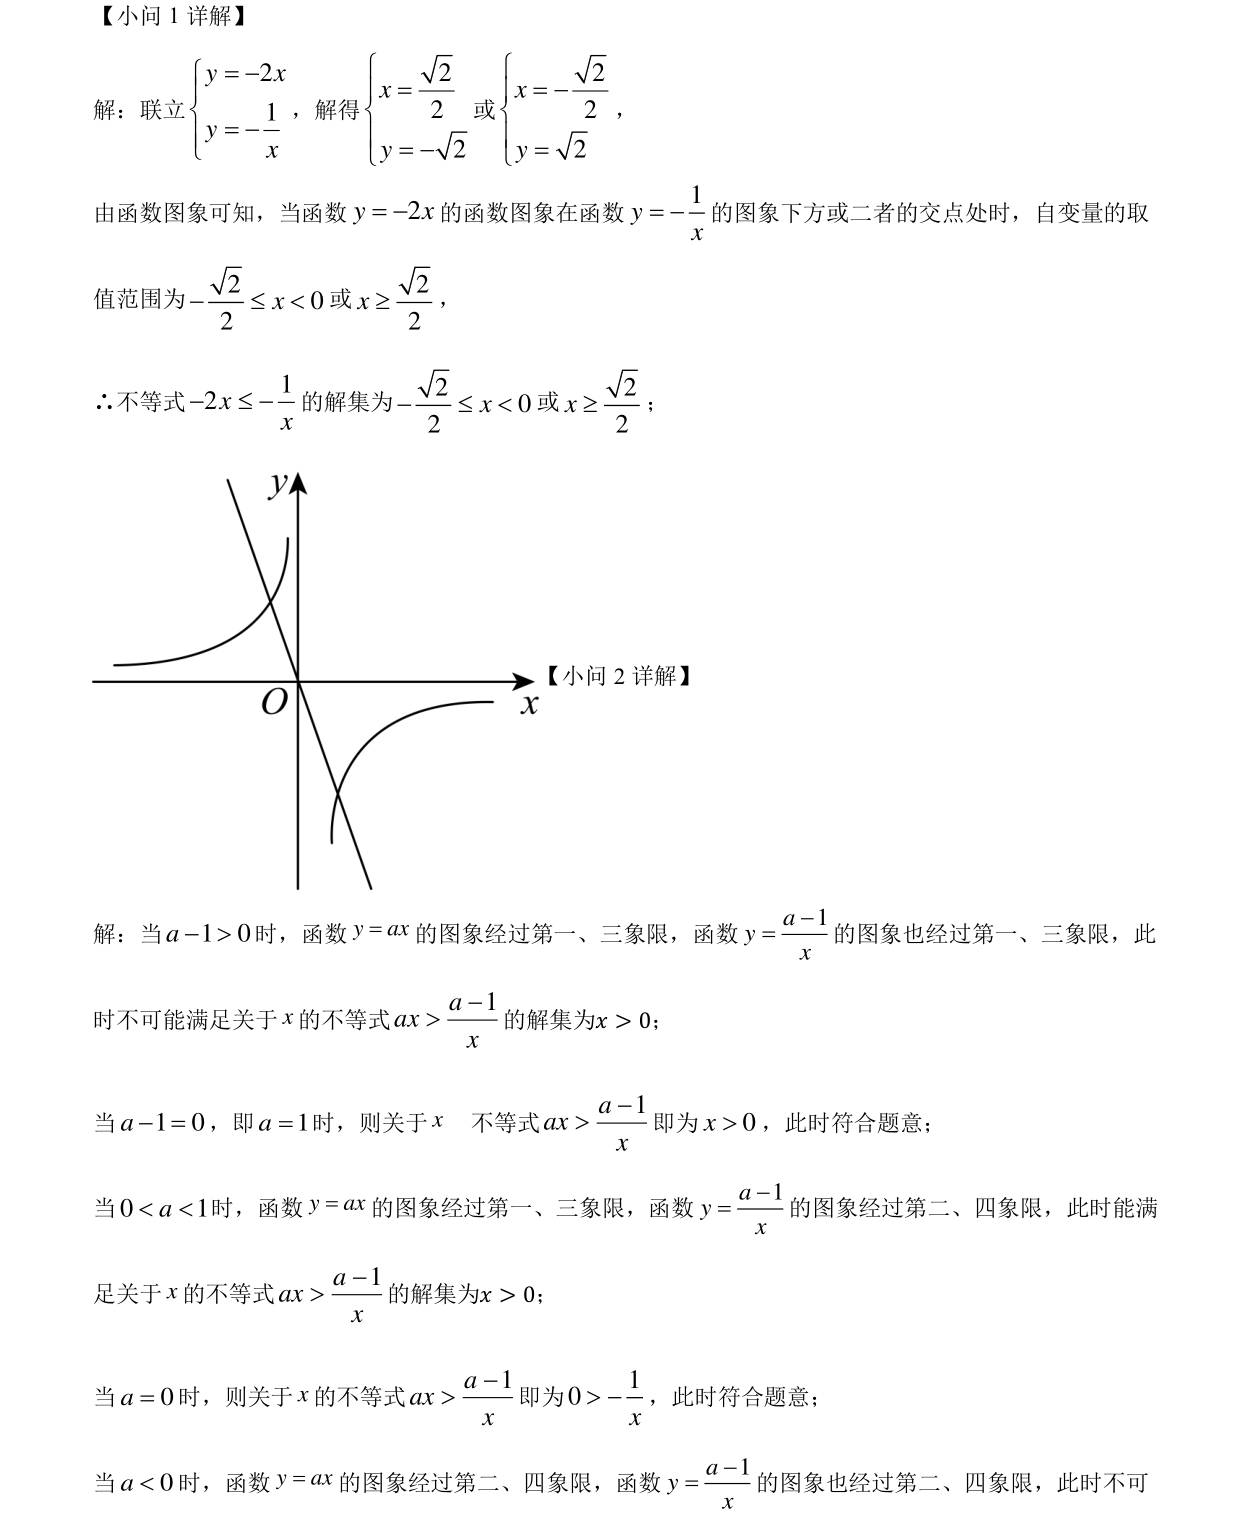 【小问 1 详解】
解：联立{y = −2x, y = −1/x，解得{x = √2/2, y = −√2 或{x = −√2/2, y = √2，
由函数图象可知，当函数 y = −2x 的函数图象在函数 y = −1/x 的图象下方或二者的交点处时，自变量的取
值范围为 −√2/2 ≤ x < 0 或 x ≥ √2/2，
∴不等式 −2x ≤ −1/x 的解集为 −√2/2 ≤ x < 0 或 x ≥ √2/2；
y
O
x
【小问 2 详解】
解：当 a − 1 > 0 时，函数 y = ax 的图象经过第一、三象限，函数 y = (a−1)/x 的图象也经过第一、三象限，此
时不可能满足关于 x 的不等式 ax > (a−1)/x 的解集为x > 0；
当 a − 1 = 0，即 a = 1 时，则关于 x 不等式 ax > (a−1)/x 即为 x > 0，此时符合题意；
当 0 < a < 1 时，函数 y = ax 的图象经过第一、三象限，函数 y = (a−1)/x 的图象经过第二、四象限，此时能满
足关于 x 的不等式 ax > (a−1)/x 的解集为x > 0；
当 a = 0 时，则关于 x 的不等式 ax > (a−1)/x 即为 0 > −1/x，此时符合题意；
当 a < 0 时，函数 y = ax 的图象经过第二、四象限，函数 y = (a−1)/x 的图象也经过第二、四象限，此时不可